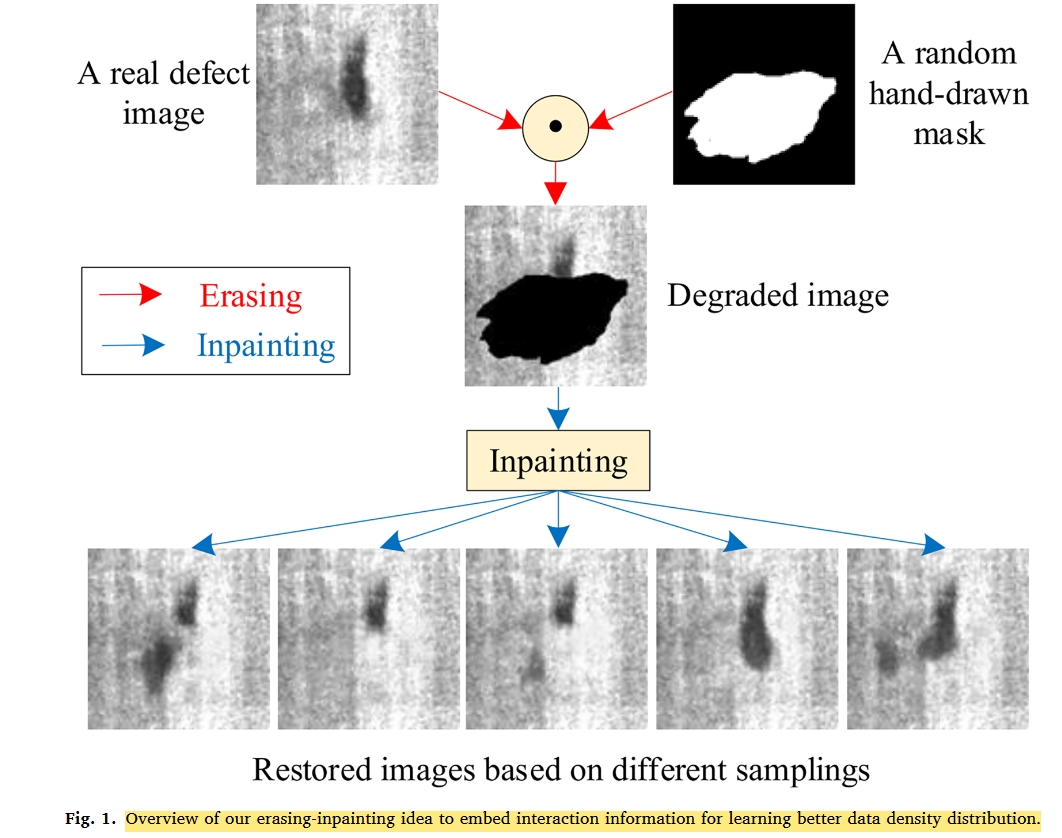 A real defect
image
A random
hand-drawn
mask
Degraded image
Erasing
Inpainting
Inpainting
Restored images based on different samplings
Fig. 1. Overview of our erasing-inpainting idea to embed interaction information for learning better data density distribution.